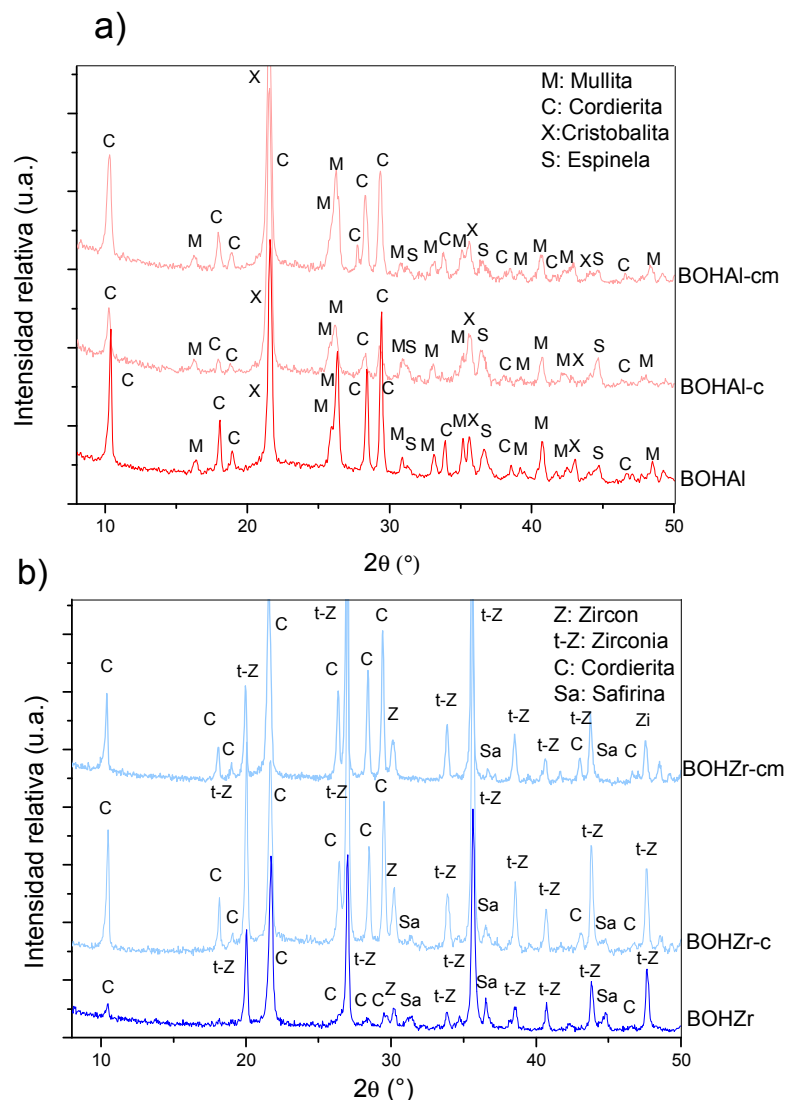 a)
M: Mullita
C: Cordierita
X:Cristobalita
S: Espinela
X
C
C
M
C
M
C
C
M
C
C
M
S
M
C
M
X
S
C
M
M
C
M
X
S
C
M
BOHAl-cm
C
M
C
C
X
M
M
C
M
S
M
M
X
S
C
M
M
M
X
S
C
M
BOHAl-c
C
M
C
C
X
M
M
C
C
M
S
M
C
M
X
S
C
M
M
M
X
S
C
M
BOHAl
Intensidad relativa (u.a.)
10
20
30
40
50
2θ (°)
b)
Z: Zircon
t-Z: Zirconia
C: Cordierita
Sa: Safirina
C
C
C
t-Z
C
C
t-Z
C
C
Z
t-Z
t-Z
Sa
t-Z
t-Z
t-Z
C
Sa
C
Zi
BOHZr-cm
C
C
C
t-Z
C
t-Z
C
C
C
Z
Sa
t-Z
t-Z
Sa
t-Z
t-Z
C
t-Z
Sa
C
t-Z
BOHZr-c
C
t-Z
C
C
t-Z
C
C
Z
Sa
t-Z
Sa
t-Z
t-Z
t-Z
Sa
C
t-Z
BOHZr
Intensidad relativa (u.a.)
10
20
30
40
50
2θ (°)